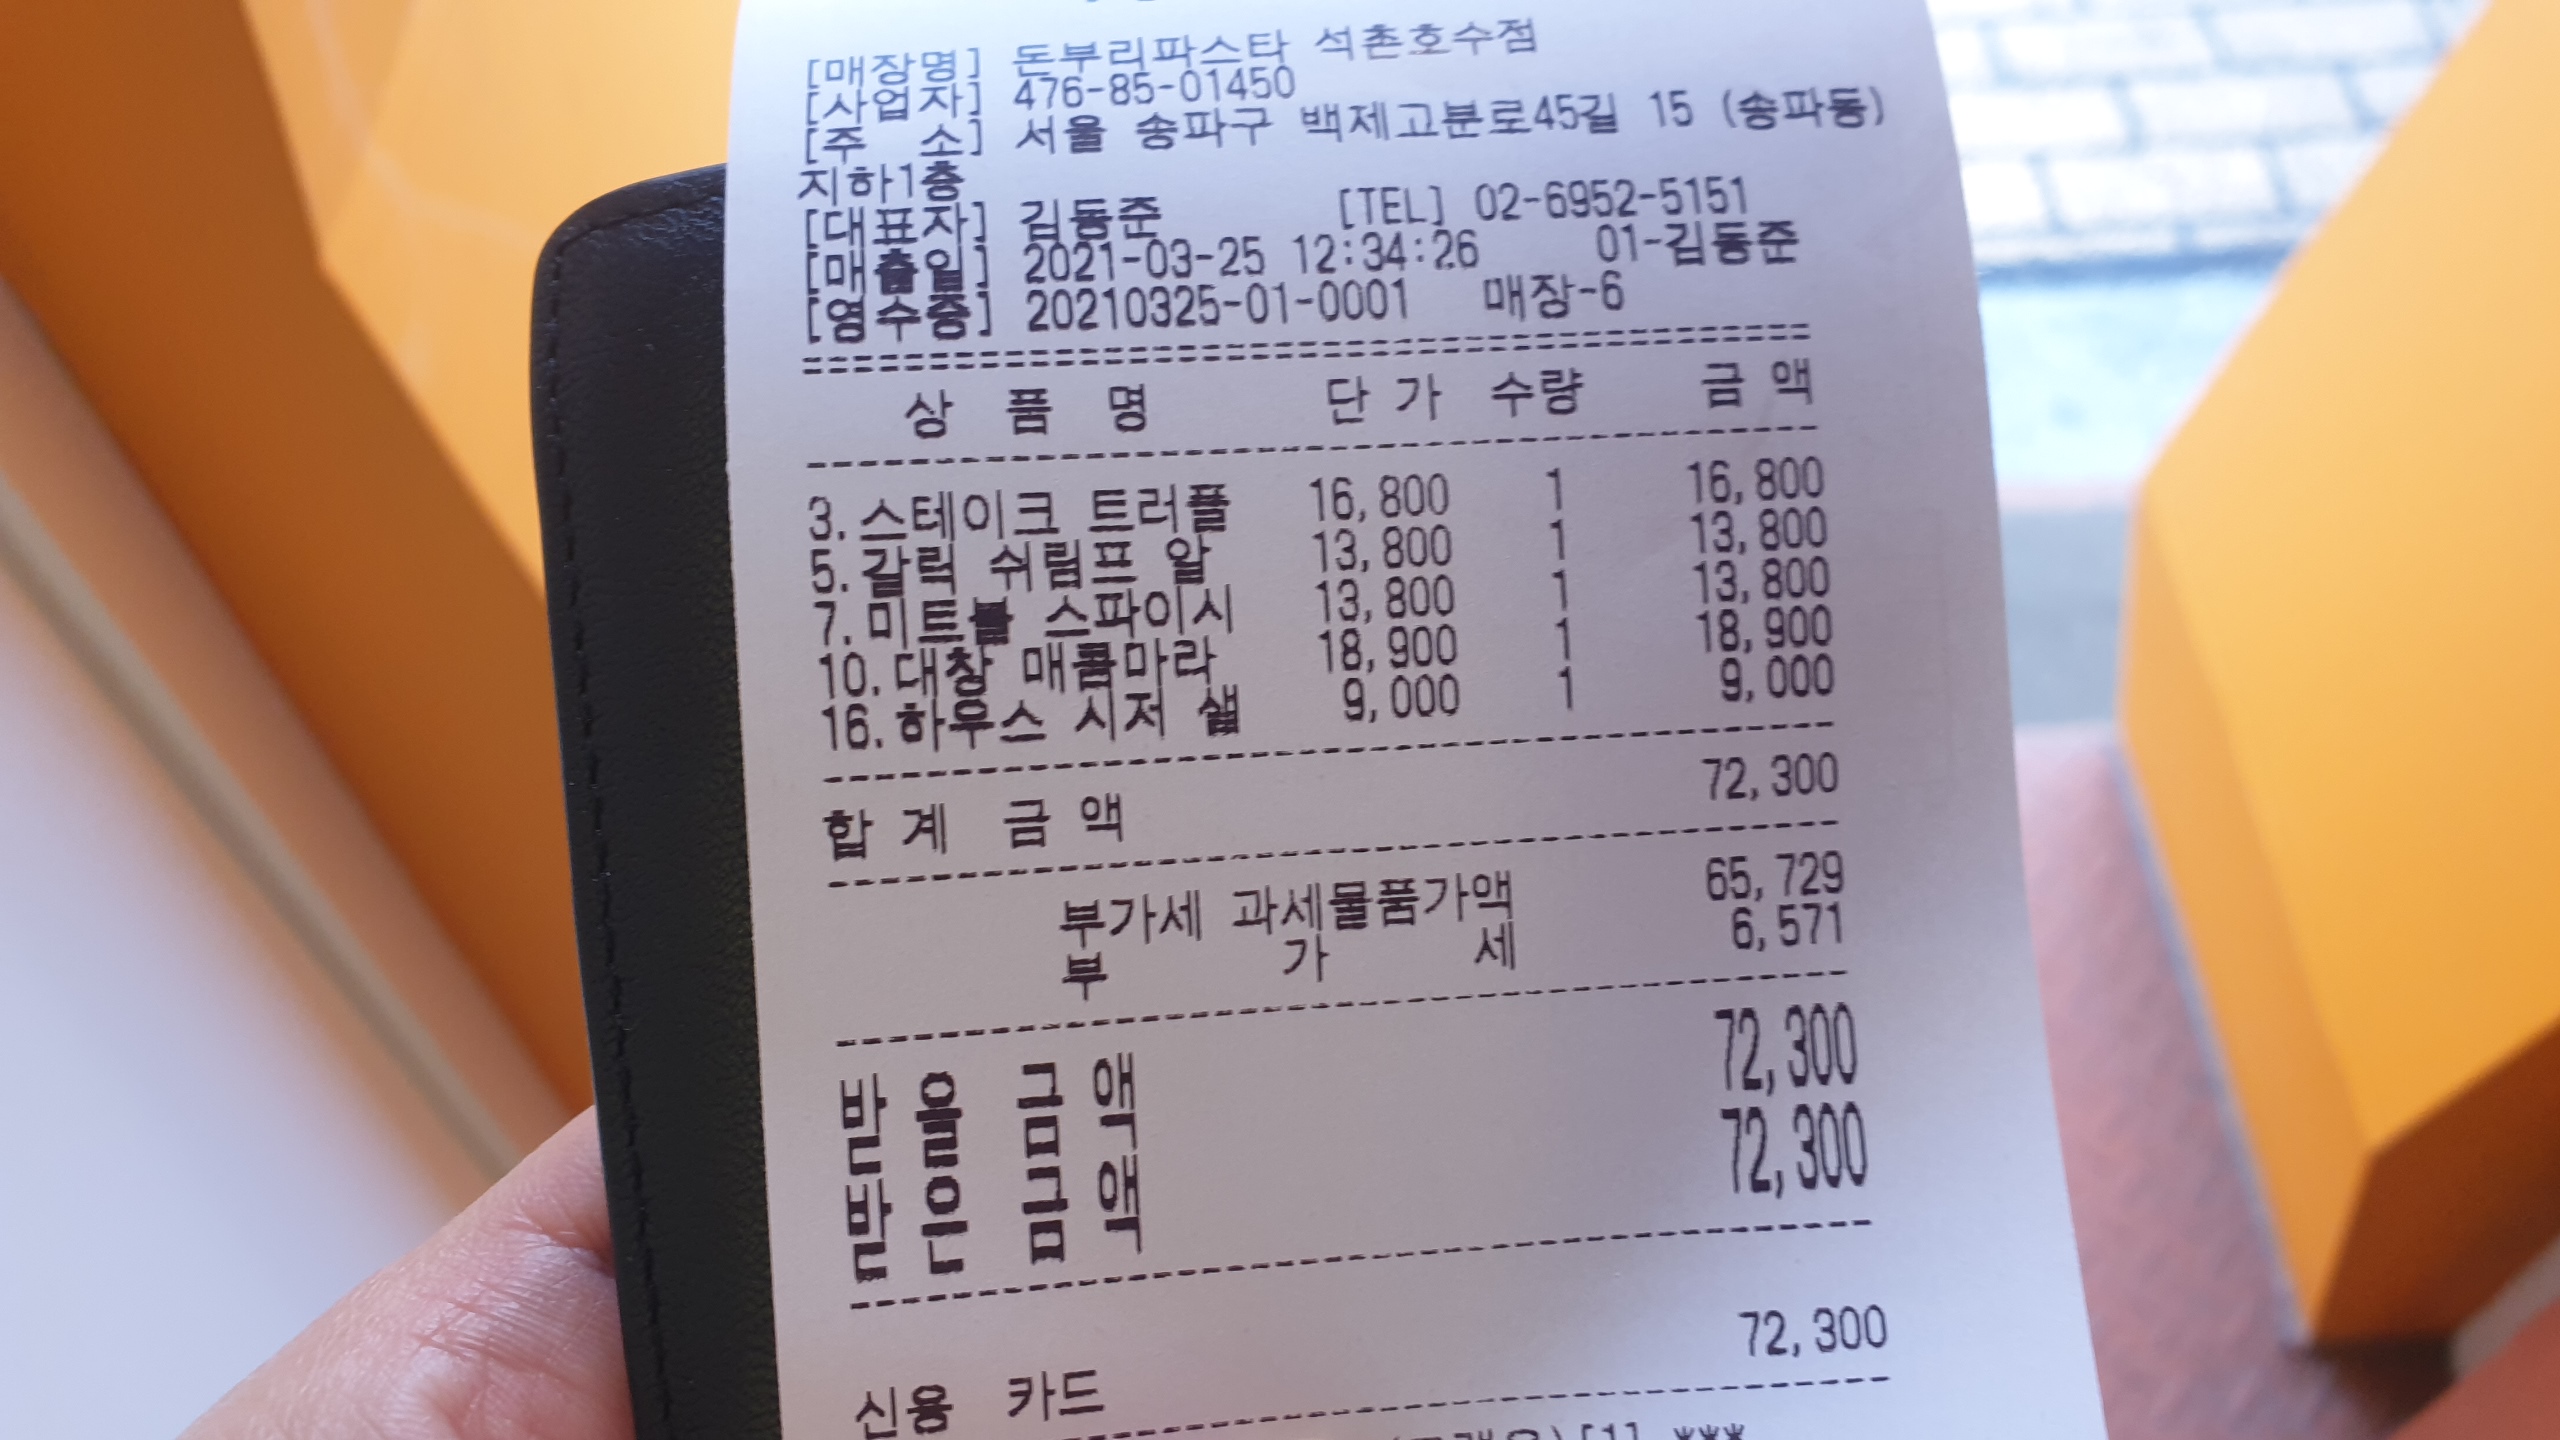 [매장명] 돈부리파스타 석촌호수점
[사업자] 476-85-01450
[주 소] 서울 송파구 백제고분로45길 15 (송파동)
지하1층
[대표자] 김동준 [TEL] 02-6952-5151
[매출일] 2021-03-25 12:34:26 01-김동준
[영수증] 20210325-01-0001 매장-6
상 품 명 단 가 수량 금 액
3. 스테이크 트러플 16,800 1 16,800
5. 갈릭 쉬림프 알 13,800 1 13,800
7. 미트볼 스파이시 13,800 1 13,800
10. 대창 매콤마라 18,900 1 18,900
16. 하우스 시저 샐 9,000 1 9,000
합 계 금 액 72,300
부가세 과세물품가액 65,729
부 가 세 6,571
받 을 금 액 72,300
받 은 금 액 72,300
신용 카드 72,300
[1] ***